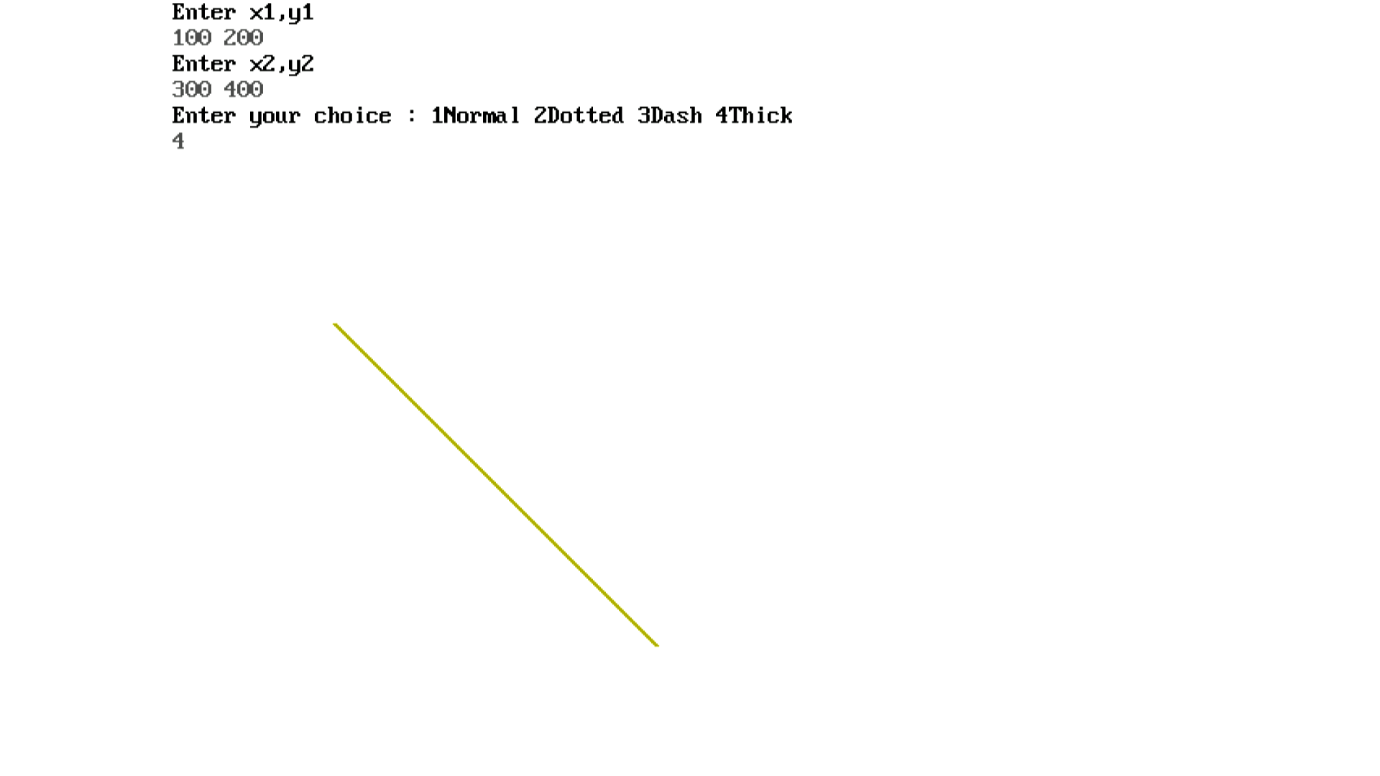 Enter x1,y1
100 200
Enter x2,y2
300 400
Enter your choice : 1Normal 2Dotted 3Dash 4Thick
4